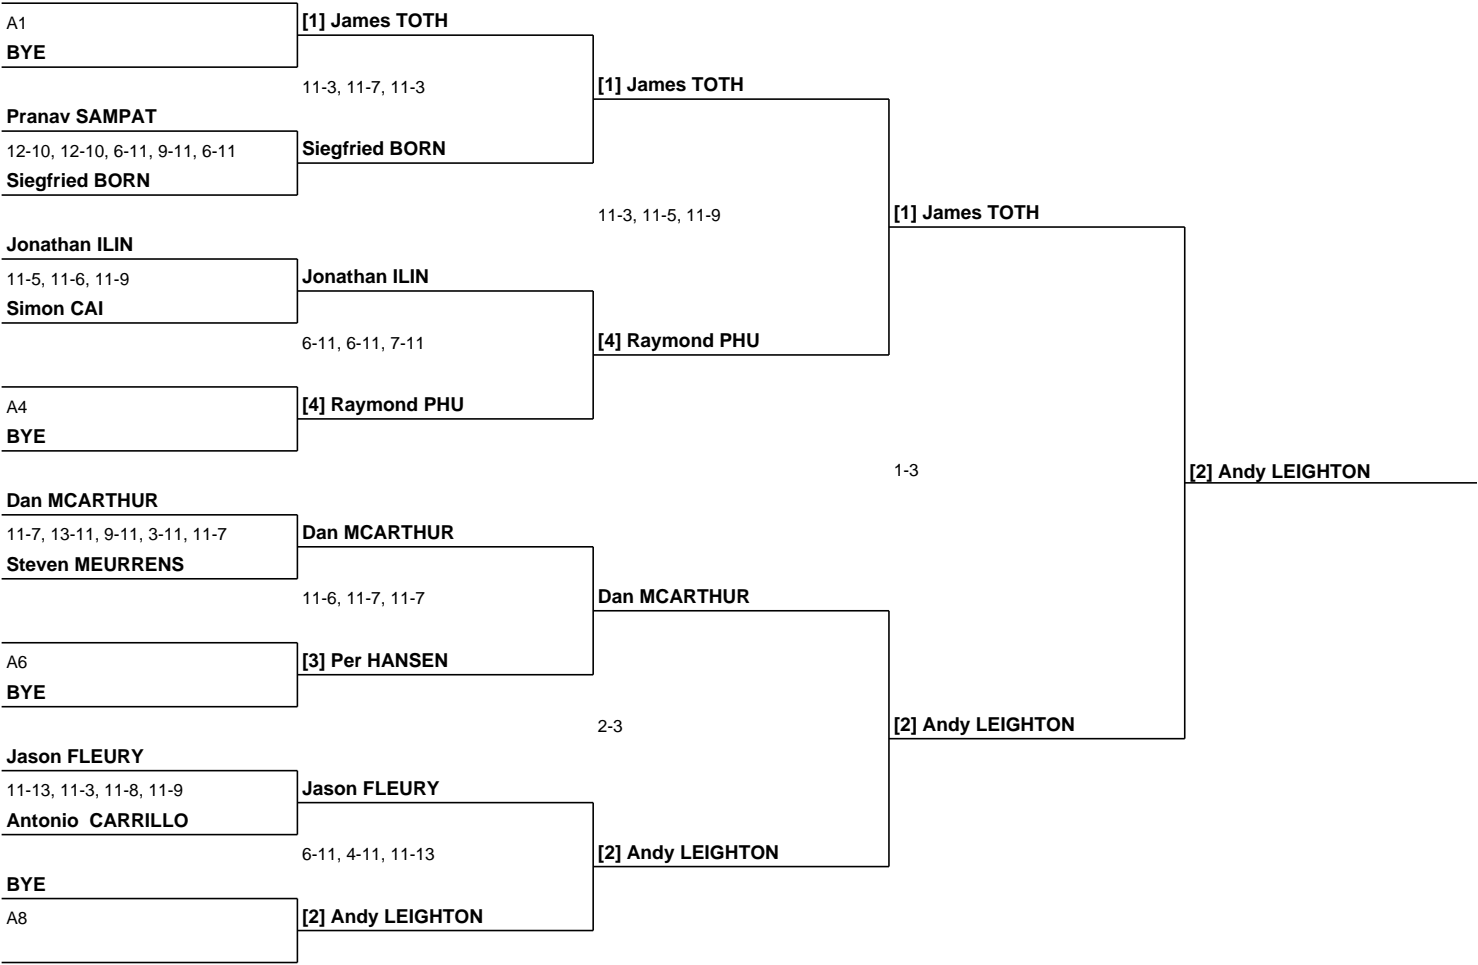 A1
BYE
[1] James TOTH
11-3, 11-7, 11-3
[1] James TOTH
Pranav SAMPAT
12-10, 12-10, 6-11, 9-11, 6-11
Siegfried BORN
Siegfried BORN
11-3, 11-5, 11-9
[1] James TOTH
Jonathan ILIN
11-5, 11-6, 11-9
Simon CAI
Jonathan ILIN
6-11, 6-11, 7-11
[4] Raymond PHU
A4
BYE
[4] Raymond PHU
1-3
[2] Andy LEIGHTON
Dan MCARTHUR
11-7, 13-11, 9-11, 3-11, 11-7
Steven MEURRENS
Dan MCARTHUR
11-6, 11-7, 11-7
Dan MCARTHUR
A6
BYE
[3] Per HANSEN
2-3
[2] Andy LEIGHTON
Jason FLEURY
11-13, 11-3, 11-8, 11-9
Antonio  CARRILLO
Jason FLEURY
6-11, 4-11, 11-13
[2] Andy LEIGHTON
BYE
A8
[2] Andy LEIGHTON